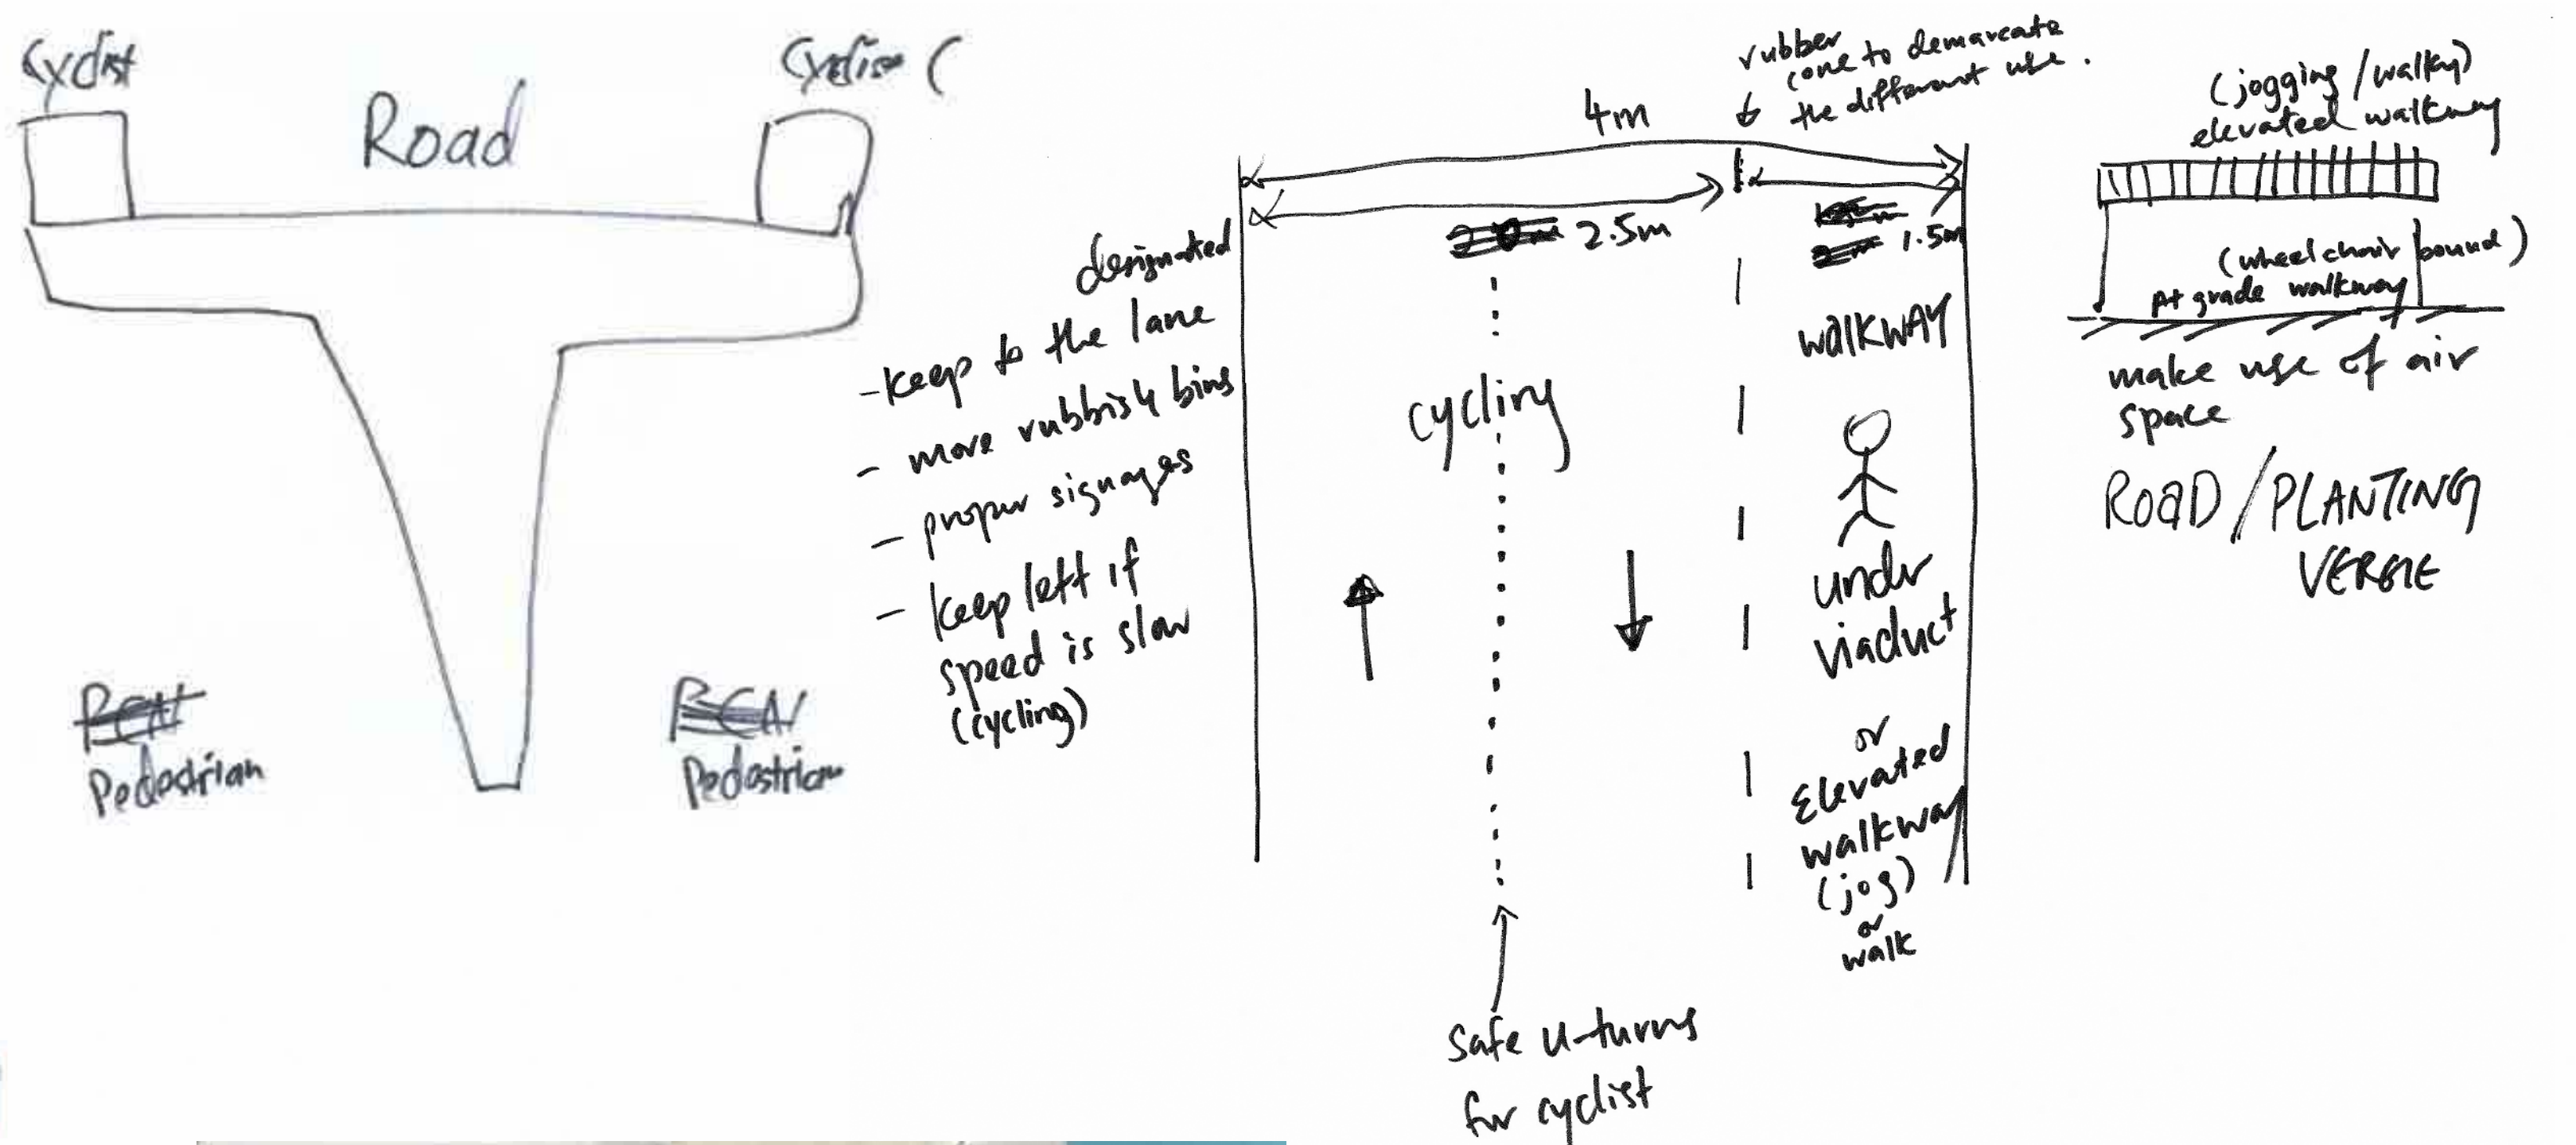 Cyclist
Road
Cyclist
Pedestrian
Pedestrian
designated
- keep to the lane
- more rubbish bins
- proper signages
- keep left if
speed is slow
(cycling)
4m
rubber
cone to demarcate
the different use.
2.5m
1.5m
cycling
WALKWAY
under
viaduct
or
Elevated
walkway
(jog)
or
walk
Safe U-turns
for cyclist
(jogging/walky)
elevated walkway
(wheelchair bound)
At grade walkway
make use of air
space
ROAD/PLANTING
VERGE